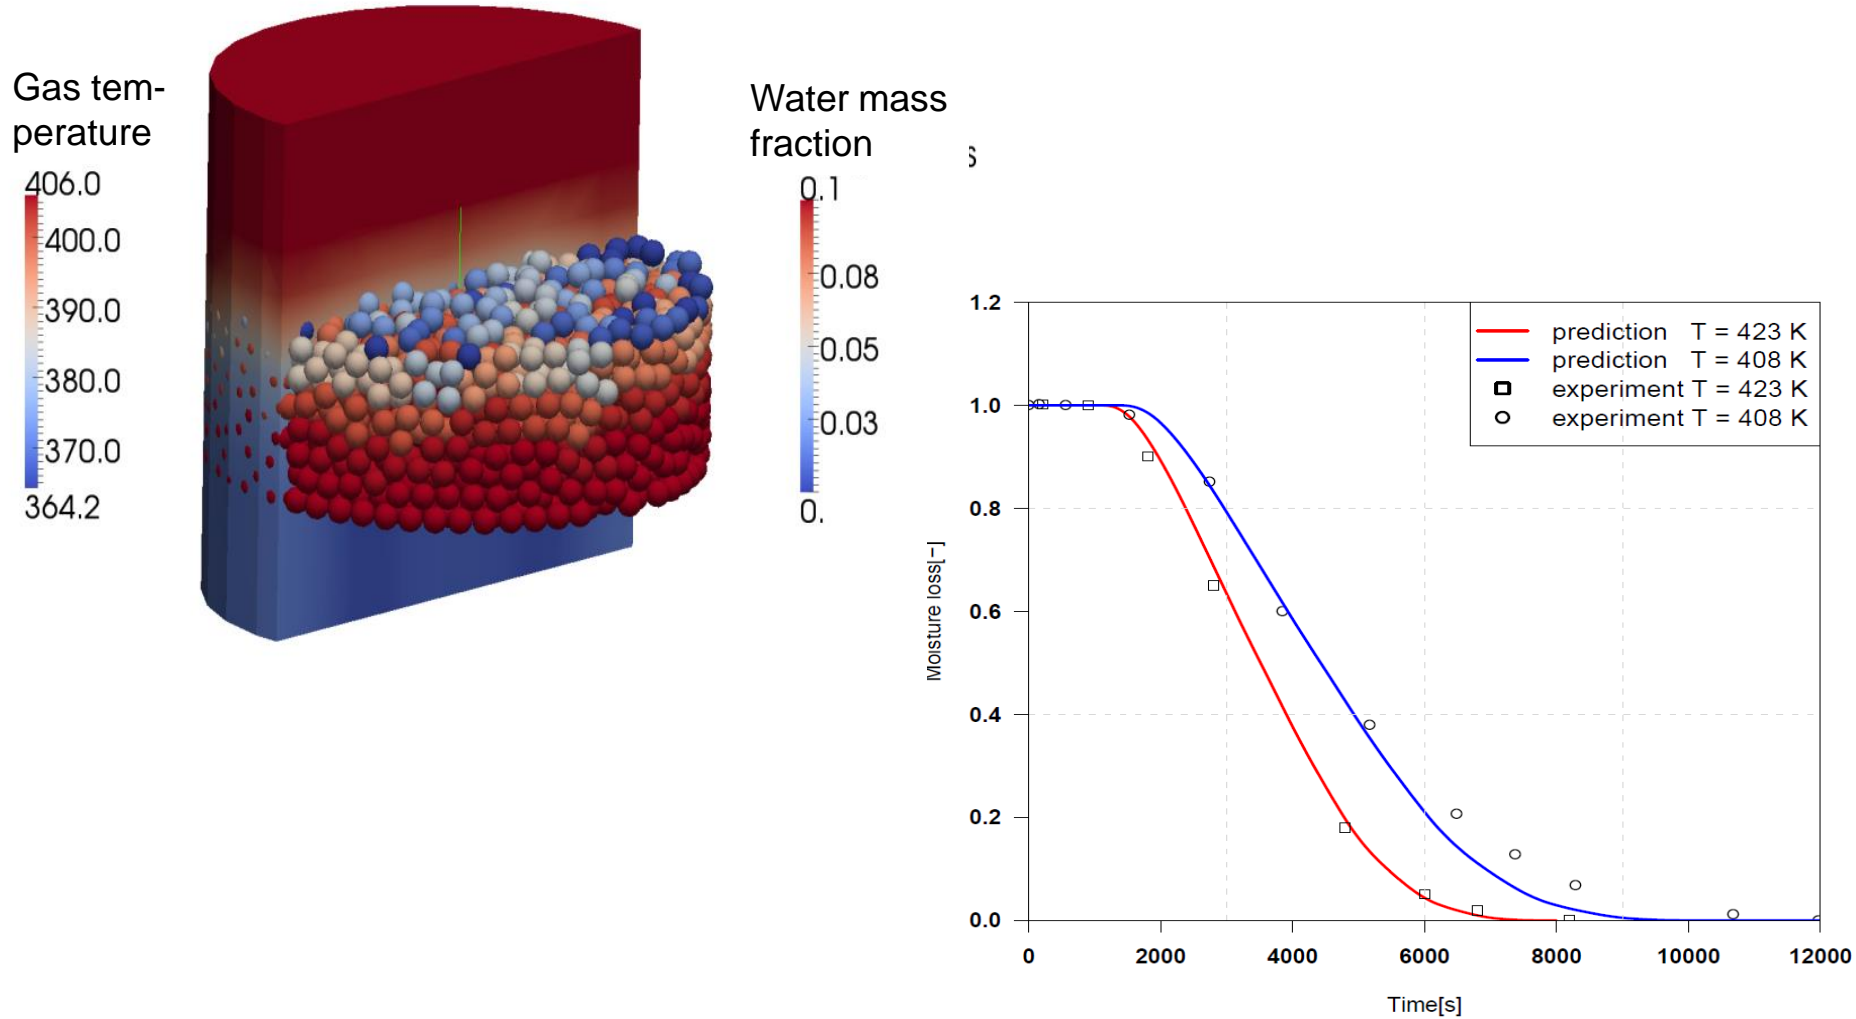 Gas tem-
perature
406.0
400.0
390.0
380.0
370.0
364.2
Water mass
fraction
0.1
0.08
0.05
0.03
0.
s
1.2
1.0
0.8
0.6
0.4
0.2
0.0
Moisture loss[−]
0 2000 4000 6000 8000 10000 12000
Time[s]
prediction T = 423 K
prediction T = 408 K
experiment T = 423 K
experiment T = 408 K